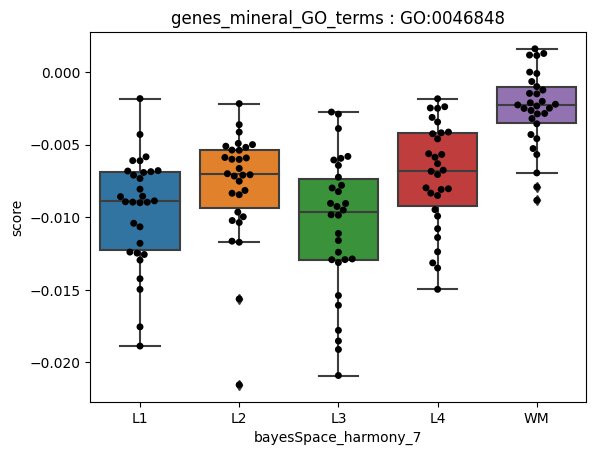 genes_mineral_GO_terms : GO:0046848
0.000
−0.005
−0.010
−0.015
−0.020
score
L1 L2 L3 L4 WM
bayesSpace_harmony_7